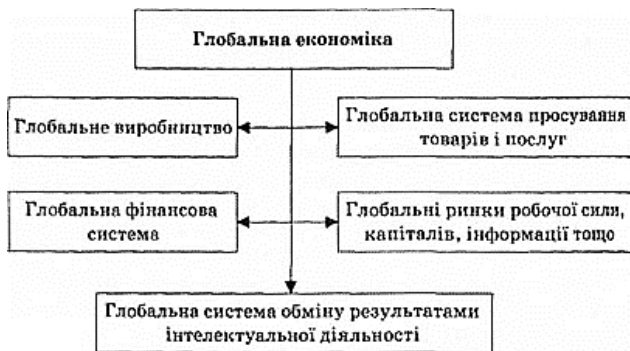 Глобальна економіка
Глобальне виробництво
Глобальна система просування
товарів і послуг
Глобальна фінансова
система
Глобальні ринки робочої сили,
капіталів, інформації тощо
Глобальна система обміну результатами
інтелектуальної діяльності